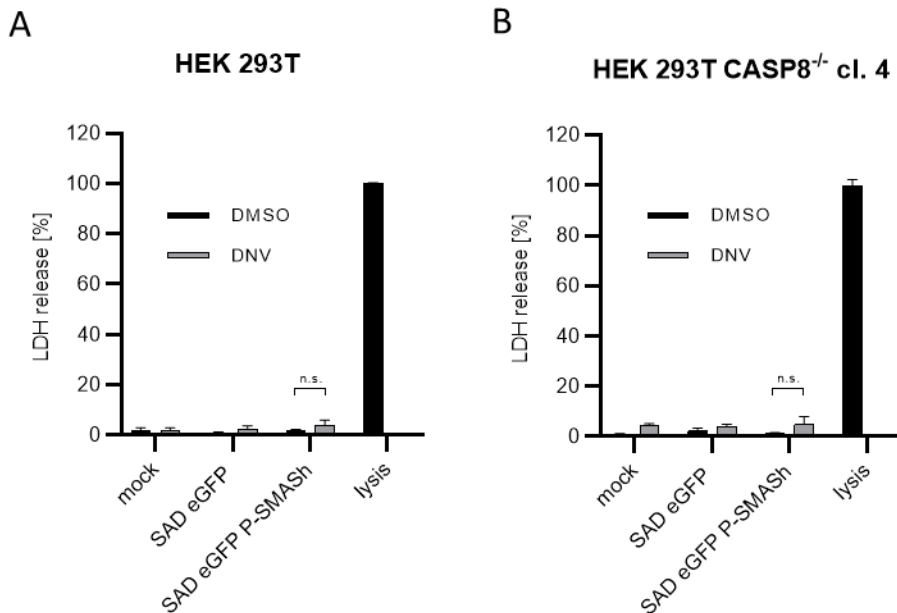 A
HEK 293T
LDH release [%]
120
100
80
60
40
20
0
DMSO
DNV
n.s.
mock
SAD eGFP
SAD eGFP P-SMASh
lysis
B
HEK 293T CASP8-/- cl. 4
LDH release [%]
120
100
80
60
40
20
0
DMSO
DNV
n.s.
mock
SAD eGFP
SAD eGFP P-SMASh
lysis